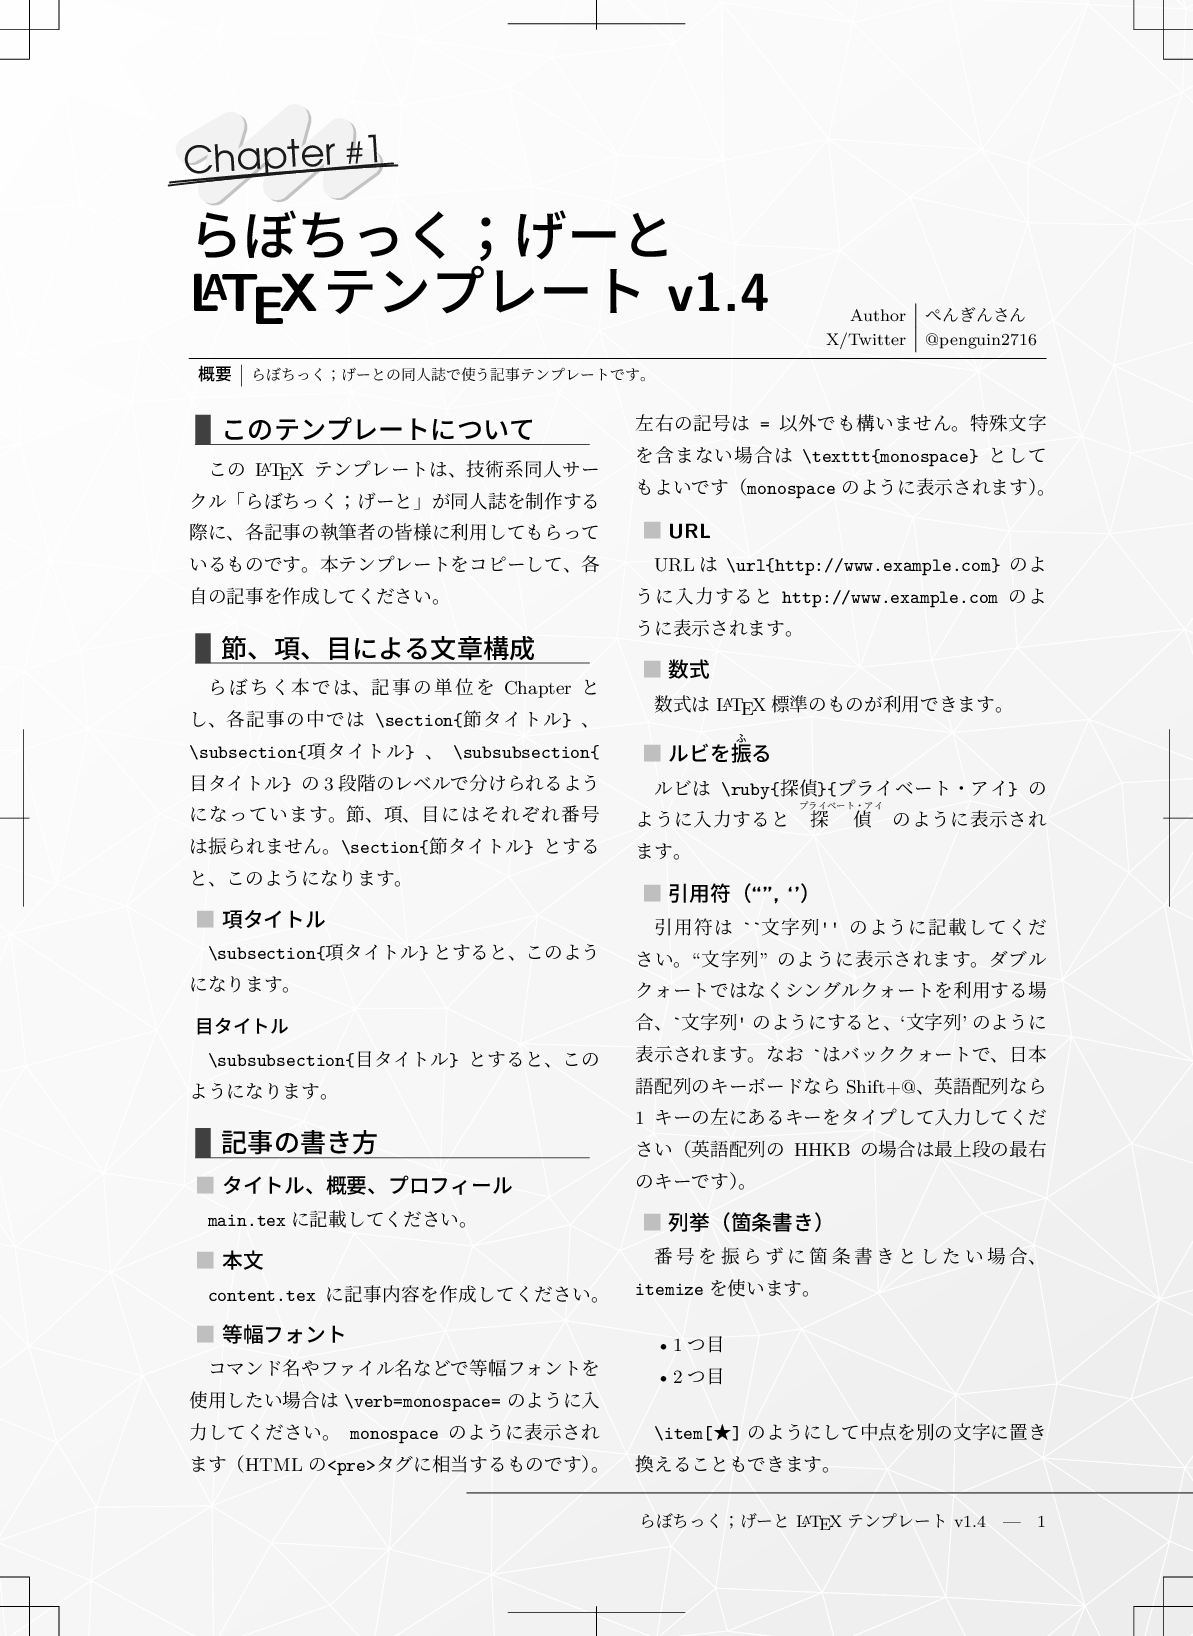 Chapter #1
らぼちっく；げーと
LATEXテンプレート v1.4
Author ぺんぎんさん
X/Twitter @penguin2716
概要 らぼちっく；げーとの同人誌で使う記事テンプレートです。
このテンプレートについて
この LATEX テンプレートは、技術系同人サー
クル「らぼちっく；げーと」が同人誌を制作する
際に、各記事の執筆者の皆様に利用してもらって
いるものです。本テンプレートをコピーして、各
自の記事を作成してください。
節、項、目による文章構成
らぼちく本では、記事の単位を Chapter と
し、各記事の中では \section{節タイトル} 、
\subsection{項タイトル} 、 \subsubsection{
目タイトル} の３段階のレベルで分けられるよう
になっています。節、項、目にはそれぞれ番号
は振られません。\section{節タイトル} とする
と、このようになります。
項タイトル
\subsection{項タイトル} とすると、このよう
になります。
目タイトル
\subsubsection{目タイトル} とすると、この
ようになります。
記事の書き方
タイトル、概要、プロフィール
main.tex に記載してください。
本文
content.tex に記事内容を作成してください。
等幅フォント
コマンド名やファイル名などで等幅フォントを
使用したい場合は \verb=monospace= のように入
力してください。 monospace のように表示され
ます（HTML の<pre>タグに相当するものです）。
左右の記号は = 以外でも構いません。特殊文字
を含まない場合は \texttt{monospace} として
もよいです（monospace のように表示されます）。
URL
URL は \url{http://www.example.com} のよ
うに入力すると http://www.example.com のよ
うに表示されます。
数式
数式は LATEX 標準のものが利用できます。
ふ
ルビを振る
ルビは \ruby{探偵}{プライベート・アイ} の
プライベート・アイ
ように入力すると 探偵 のように表示され
ます。
引用符（“”, ‘’）
引用符は ``文字列'' のように記載してくだ
さい。“文字列” のように表示されます。ダブル
クォートではなくシングルクォートを利用する場
合、`文字列' のようにすると、‘文字列’ のように
表示されます。なお `はバッククォートで、日本
語配列のキーボードなら Shift+@、英語配列なら
1 キーの左にあるキーをタイプして入力してくだ
さい（英語配列の HHKB の場合は最上段の最右
のキーです）。
列挙（箇条書き）
番号を振らずに箇条書きとしたい場合、
itemize を使います。
• 1 つ目
• 2 つ目
\item[★] のようにして中点を別の文字に置き
換えることもできます。
らぼちっく；げーと LATEX テンプレート v1.4 — 1